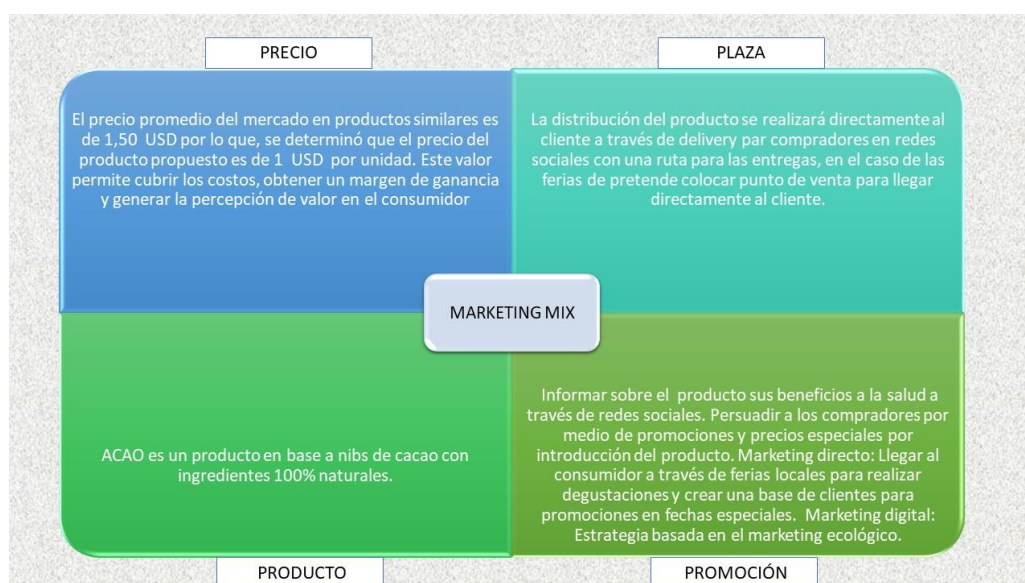 PRECIO
PLAZA
El precio promedio del mercado en productos similares es
de 1,50 USD por lo que, se determinó que el precio del
producto propuesto es de 1 USD por unidad. Este valor
permite cubrir los costos, obtener un margen de ganancia
y generar la percepción de valor en el consumidor
La distribución del producto se realizará directamente al
cliente a través de delivery par compradores en redes
sociales con una ruta para las entregas, en el caso de las
ferias de pretende colocar punto de venta para llegar
directamente al cliente.
MARKETING MIX
ACAO es un producto en base a nibs de cacao con
ingredientes 100% naturales.
Informar sobre el producto sus beneficios a la salud a
través de redes sociales. Persuadir a los compradores por
medio de promociones y precios especiales por
introducción del producto. Marketing directo: Llegar al
consumidor a través de ferias locales para realizar
degustaciones y crear una base de clientes para
promociones en fechas especiales. Marketing digital:
Estrategia basada en el marketing ecológico.
PRODUCTO
PROMOCIÓN